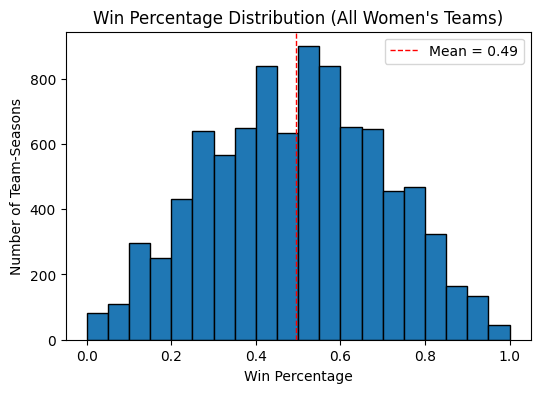 Win Percentage Distribution (All Women's Teams)
Mean = 0.49
Number of Team-Seasons
800
600
400
200
0
0.0 0.2 0.4 0.6 0.8 1.0
Win Percentage